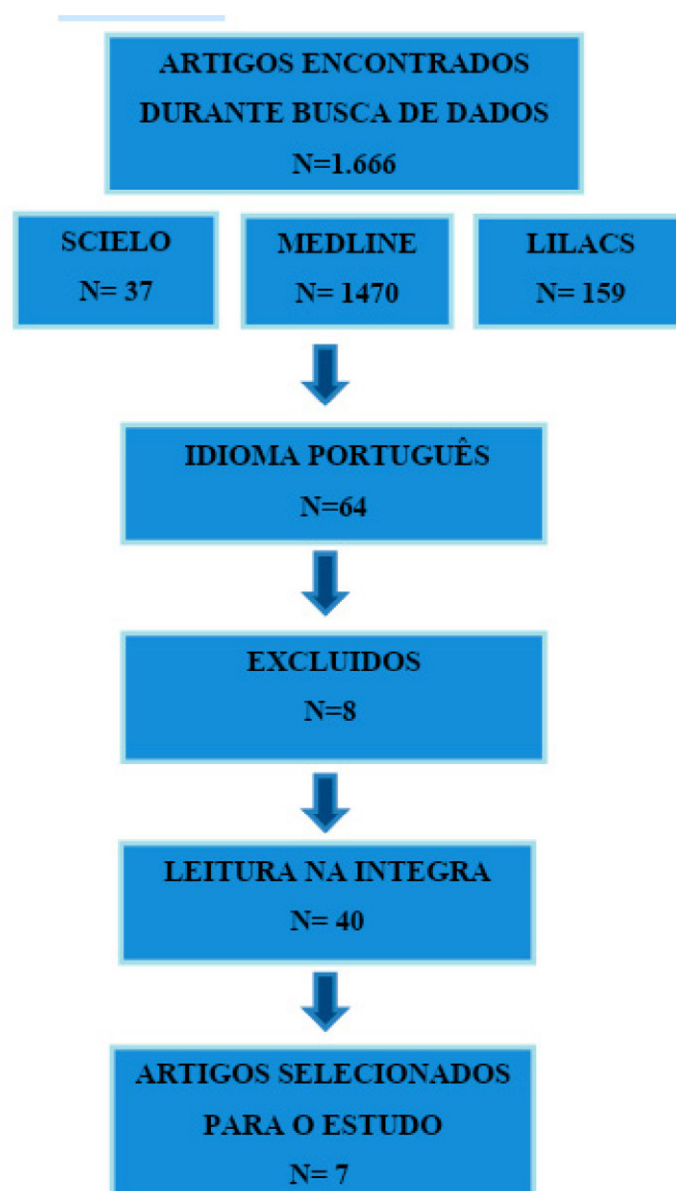 ARTIGOS ENCONTRADOS
DURANTE BUSCA DE DADOS
N=1.666
SCIELO
N= 37
MEDLINE
N= 1470
LILACS
N= 159
IDIOMA PORTUGUÊS
N=64
EXCLUIDOS
N=8
LEITURA NA INTEGRA
N= 40
ARTIGOS SELECIONADOS
PARA O ESTUDO
N= 7